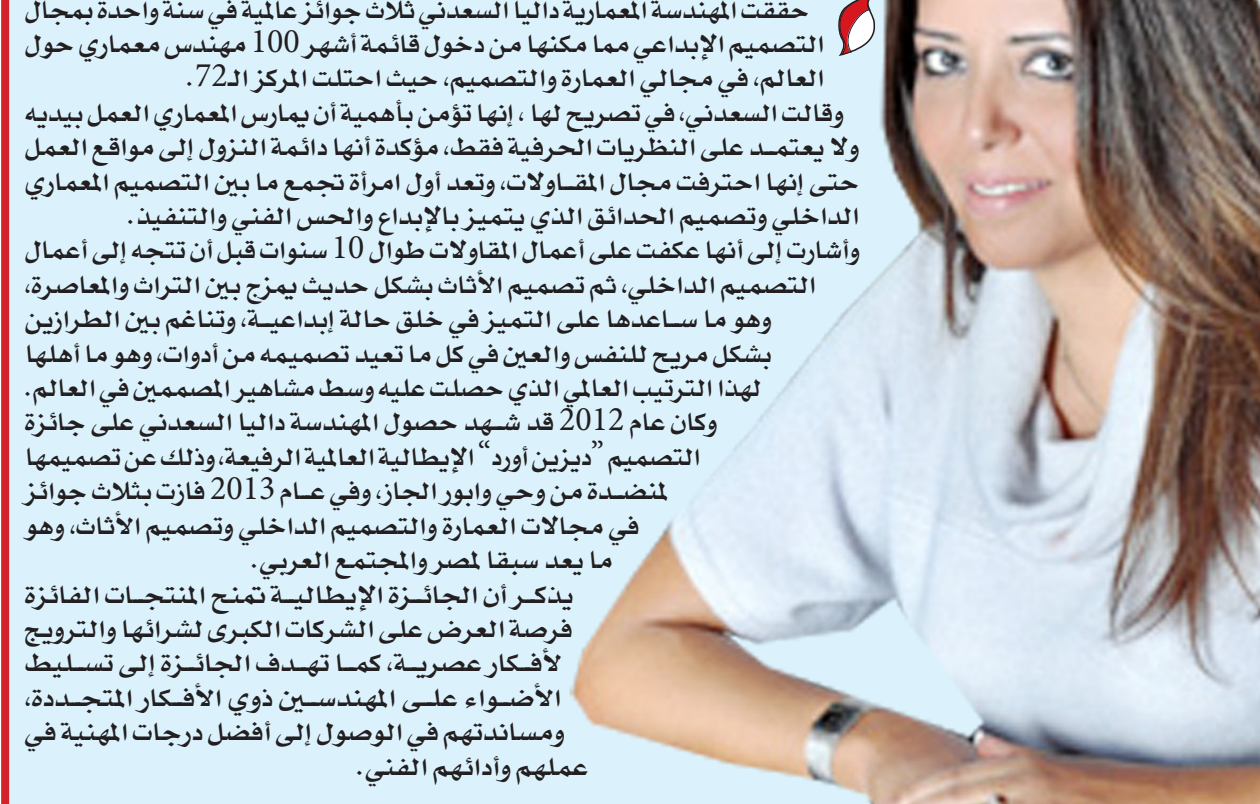 حققت المهندسة المعمارية داليا السعدني ثلاث جوائز عالمية في سنة واحدة بمجال
التصميم الإبداعي مما مكنها من دخول قائمة أشهر 100 مهندس معماري حول
العالم، في مجالي العمارة والتصميم، حيث احتلت المركز الـ72.
وقالت السعدني، في تصريح لها ، إنها تؤمن بأهمية أن يمارس المعماري العمل بيديه
ولا يعتمد على النظريات الحرفية فقط، مؤكدة أنها دائمة النزول إلى مواقع العمل
حتى إنها احترفت مجال المقاولات، وتعد أول امرأة تجمع ما بين التصميم المعماري
الداخلي وتصميم الحدائق الذي يتميز بالإبداع والحس الفني والتنفيذ.
وأشارت إلى أنها عكفت على أعمال المقاولات طوال 10 سنوات قبل أن تتجه إلى أعمال
التصميم الداخلي، ثم تصميم الأثاث بشكل حديث يمزج بين التراث والمعاصرة،
وهو ما ساعدها على التميز في خلق حالة إبداعية، وتناغم بين الطرازين
بشكل مريح للنفس والعين في كل ما تعيد تصميمه من أدوات، وهو ما أهلها
لهذا الترتيب العالمي الذي حصلت عليه وسط مشاهير المصممين في العالم.
وكان عام 2012 قد شهد حصول المهندسة داليا السعدني على جائزة
التصميم ”ديزين أورد“ الإيطالية العالمية الرفيعة، وذلك عن تصميمها
لمنضدة من وحي وابور الجاز، وفي عام 2013 فازت بثلاث جوائز
في مجالات العمارة والتصميم الداخلي وتصميم الأثاث، وهو
ما يعد سبقا لمصر والمجتمع العربي.
يذكر أن الجائزة الإيطالية تمنح المنتجات الفائزة
فرصة العرض على الشركات الكبرى لشرائها والترويج
لأفكار عصرية، كما تهدف الجائزة إلى تسليط
الأضواء على المهندسين ذوي الأفكار المتجددة،
ومساندتهم في الوصول إلى أفضل درجات المهنية في
عملهم وأدائهم الفني.